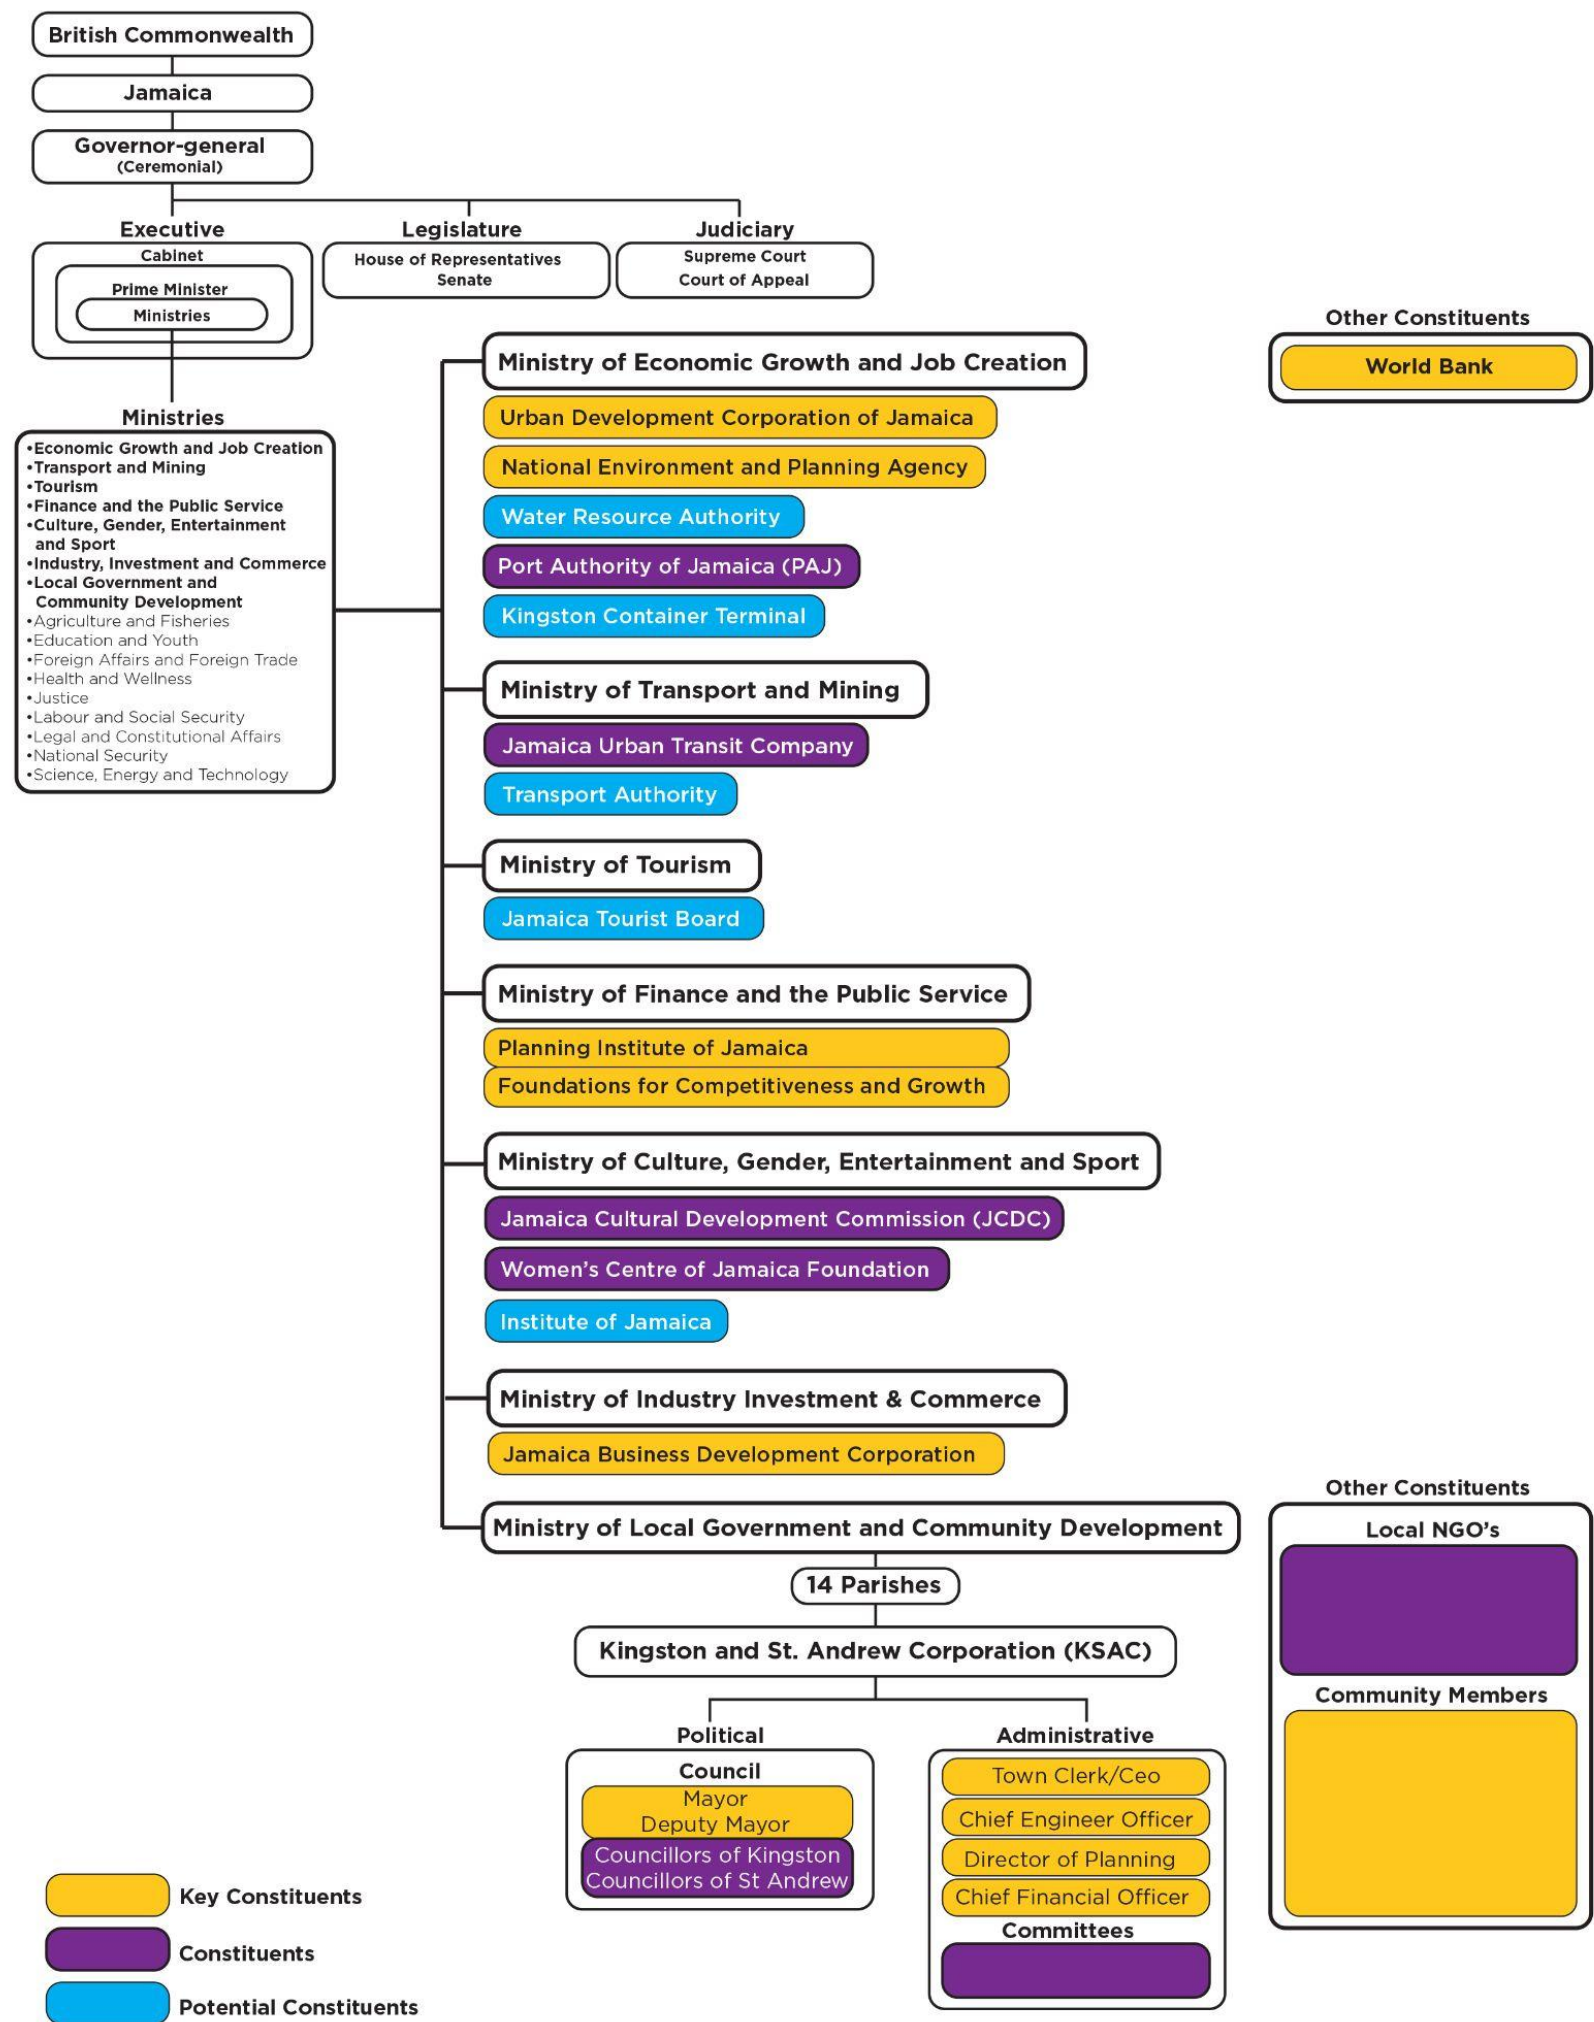 British Commonwealth
Jamaica
Governor-general
(Ceremonial)
Executive
Cabinet
Prime Minister
Ministries
Legislature
House of Representatives
Senate
Judiciary
Supreme Court
Court of Appeal
Ministries
•Economic Growth and Job Creation
•Transport and Mining
•Tourism
•Finance and the Public Service
•Culture, Gender, Entertainment
and Sport
•Industry, Investment and Commerce
•Local Government and
Community Development
•Agriculture and Fisheries
•Education and Youth
•Foreign Affairs and Foreign Trade
•Health and Wellness
•Justice
•Labour and Social Security
•Legal and Constitutional Affairs
•National Security
•Science, Energy and Technology
Ministry of Economic Growth and Job Creation
Urban Development Corporation of Jamaica
National Environment and Planning Agency
Water Resource Authority
Port Authority of Jamaica (PAJ)
Kingston Container Terminal
Ministry of Transport and Mining
Jamaica Urban Transit Company
Transport Authority
Ministry of Tourism
Jamaica Tourist Board
Ministry of Finance and the Public Service
Planning Institute of Jamaica
Foundations for Competitiveness and Growth
Ministry of Culture, Gender, Entertainment and Sport
Jamaica Cultural Development Commission (JCDC)
Women's Centre of Jamaica Foundation
Institute of Jamaica
Ministry of Industry Investment & Commerce
Jamaica Business Development Corporation
Ministry of Local Government and Community Development
14 Parishes
Kingston and St. Andrew Corporation (KSAC)
Political
Council
Mayor
Deputy Mayor
Councillors of Kingston
Councillors of St Andrew
Administrative
Town Clerk/Ceo
Chief Engineer Officer
Director of Planning
Chief Financial Officer
Committees
Other Constituents
World Bank
Other Constituents
Local NGO's
Community Members
Key Constituents
Constituents
Potential Constituents